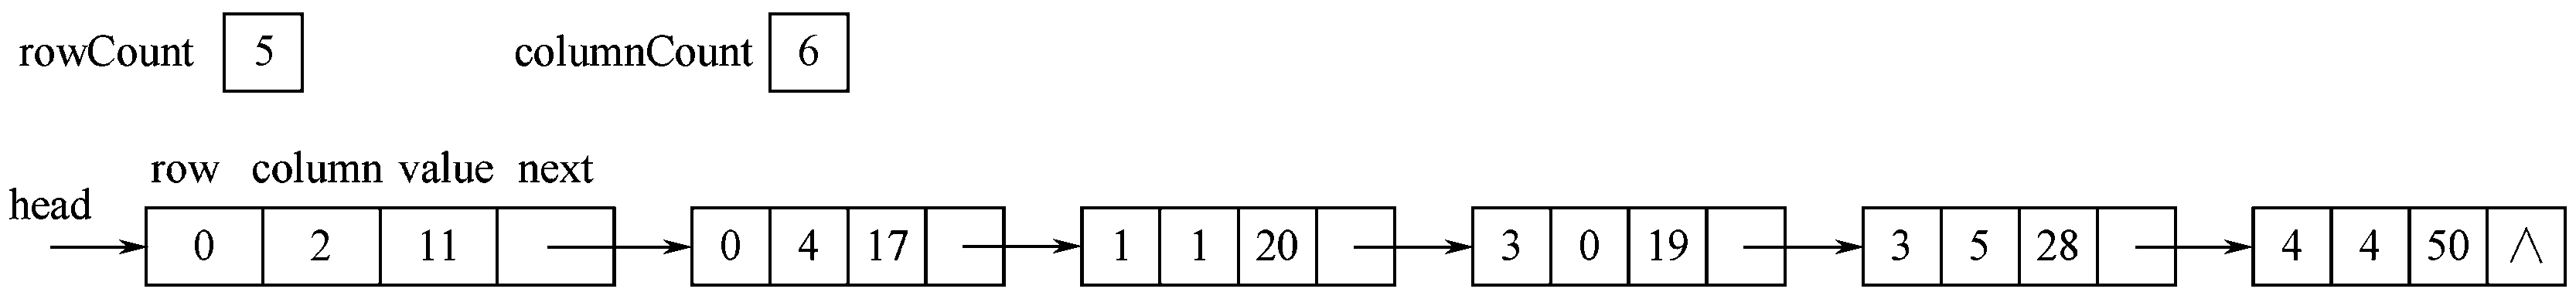 rowCount 5 columnCount 6
row column value next
head
0 2 11 0 4 17 1 1 20 3 0 19 3 5 28 4 4 50 ∧